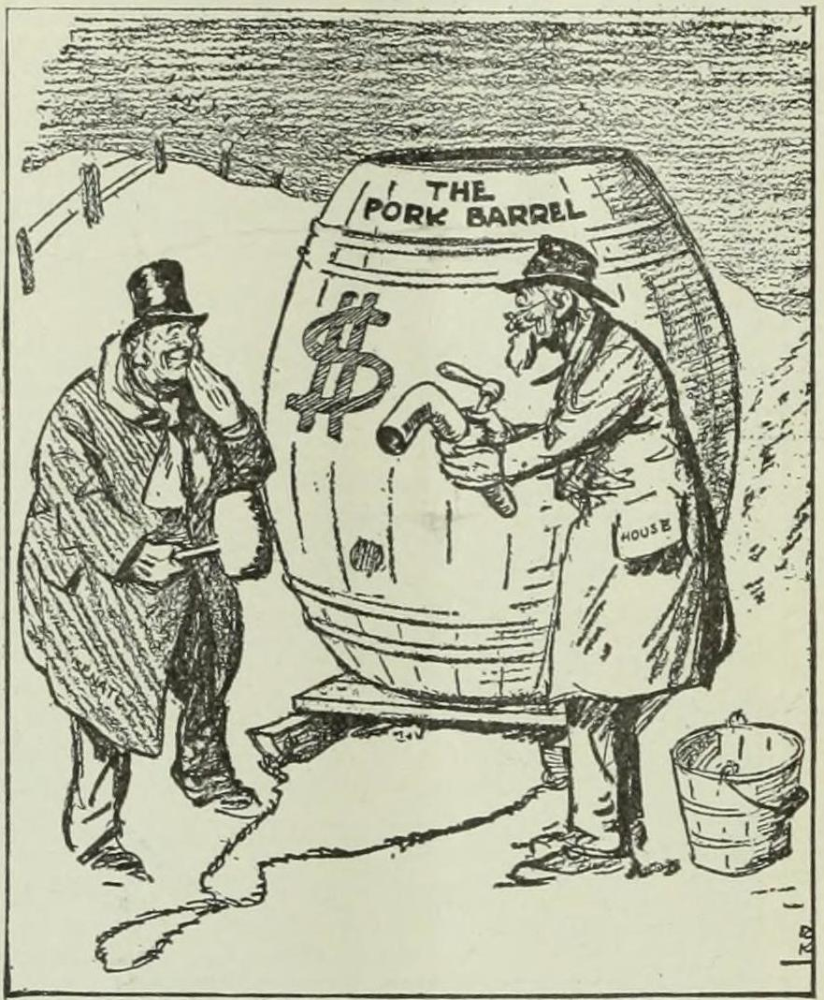 THE
PORK BARREL
$
HOUSE
SENATE